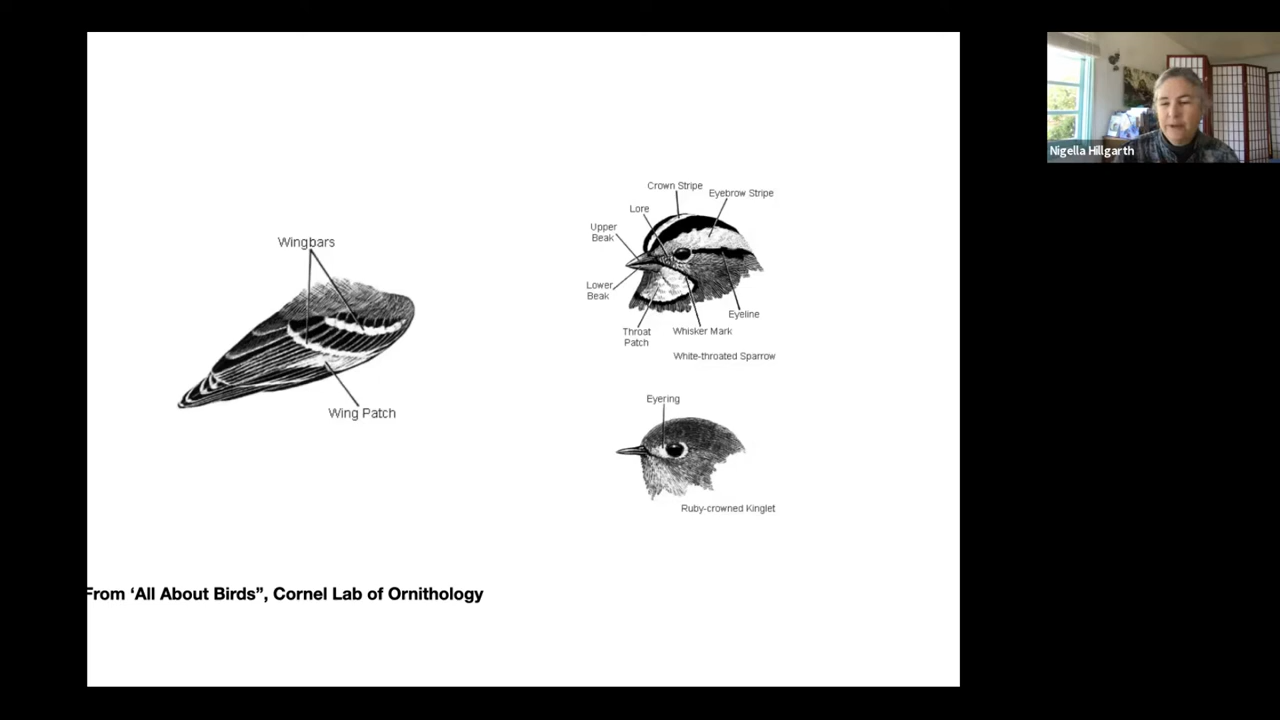 Nigella Hillgarth
Wingbars
Wing Patch
Crown Stripe
Eyebrow Stripe
Lore
Upper
Beak
Lower
Beak
Eyeline
Throat
Patch
Whisker Mark
White-throated Sparrow
Eyering
Ruby-crowned Kinglet
From ‘All About Birds”, Cornel Lab of Ornithology